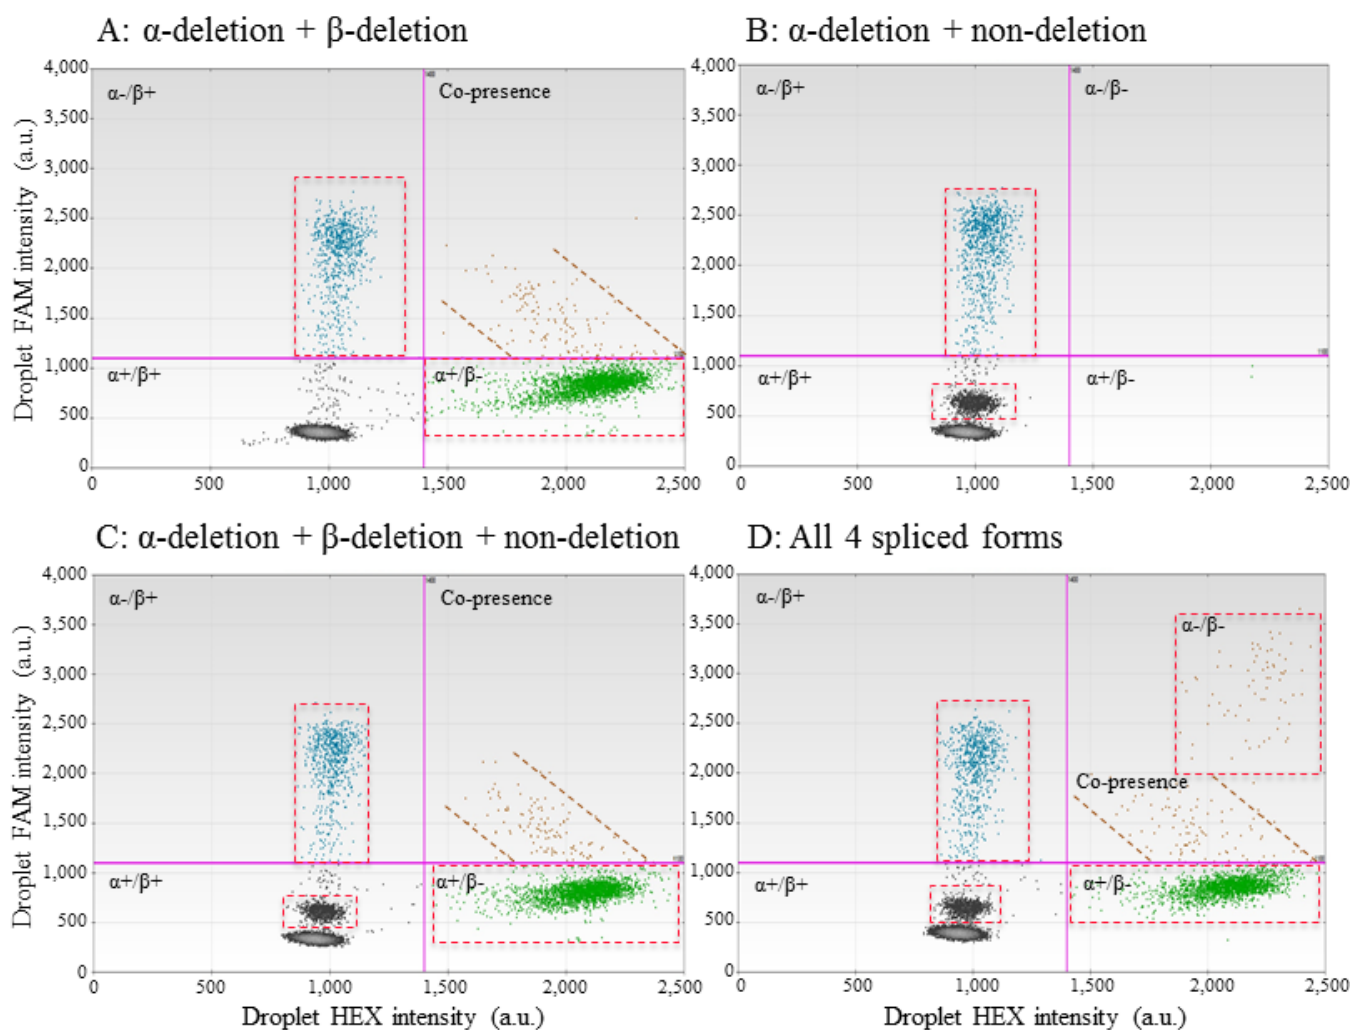 A: α-deletion + β-deletion
B: α-deletion + non-deletion
4,000
3,500
3,000
2,500
2,000
1,500
1,000
500
0
α-/β+
Co-presence
α+/β+
α+/β-
0
500
1,000
1,500
2,000
2,500
4,000
3,500
3,000
2,500
2,000
1,500
1,000
500
0
α-/β+
α-/β-
α+/β+
α+/β-
0
500
1,000
1,500
2,000
2,500
Droplet FAM intensity (a.u.)
C: α-deletion + β-deletion + non-deletion
D: All 4 spliced forms
4,000
3,500
3,000
2,500
2,000
1,500
1,000
500
0
α-/β+
Co-presence
α+/β+
α+/β-
0
500
1,000
1,500
2,000
2,500
4,000
3,500
3,000
2,500
2,000
1,500
1,000
500
0
α-/β+
α-/β-
Co-presence
α+/β+
α+/β-
0
500
1,000
1,500
2,000
2,500
Droplet FAM intensity (a.u.)
Droplet HEX intensity (a.u.)
Droplet HEX intensity (a.u.)